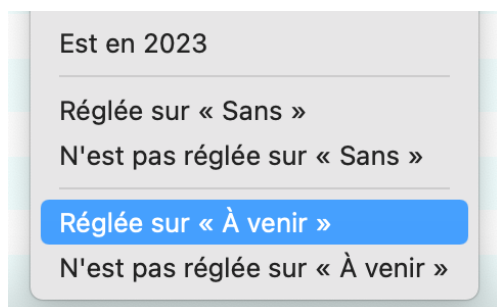 Est en 2023
Réglée sur « Sans »
N'est pas réglée sur « Sans »
Réglée sur « À venir »
N'est pas réglée sur « À venir »